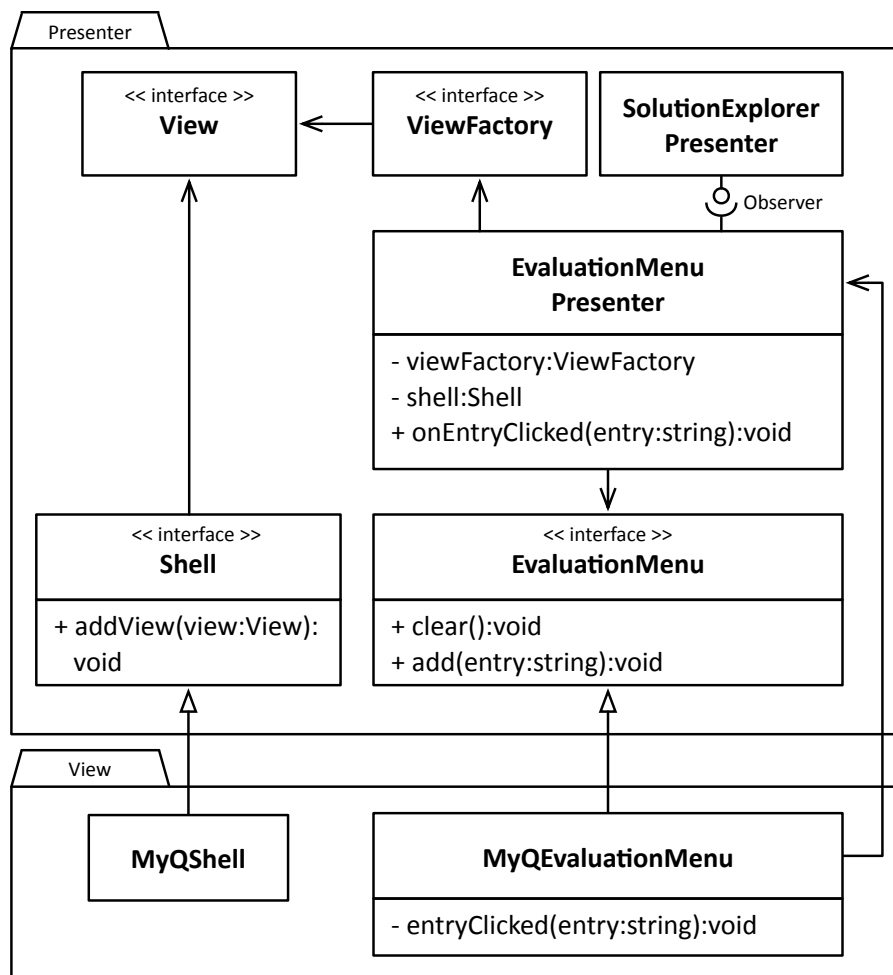 Presenter
<< interface >>
View
<< interface >>
ViewFactory
SolutionExplorer
Presenter
Observer
EvaluationMenu
Presenter
- viewFactory:ViewFactory
- shell:Shell
+ onEntryClicked(entry:string):void
<< interface >>
Shell
+ addView(view:View):
void
<< interface >>
EvaluationMenu
+ clear():void
+ add(entry:string):void
View
MyQShell
MyQEvaluationMenu
- entryClicked(entry:string):void